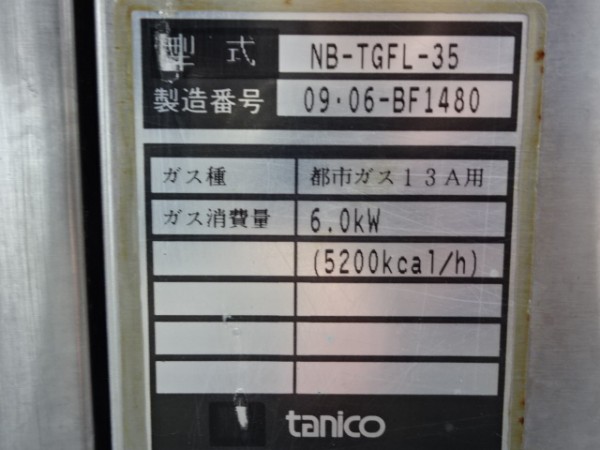 型式 NB-TGFL-35
製造番号 09・06-BF1480
ガス種 都市ガス13A用
ガス消費量 6.0kW
(5200kcal/h)
tanico